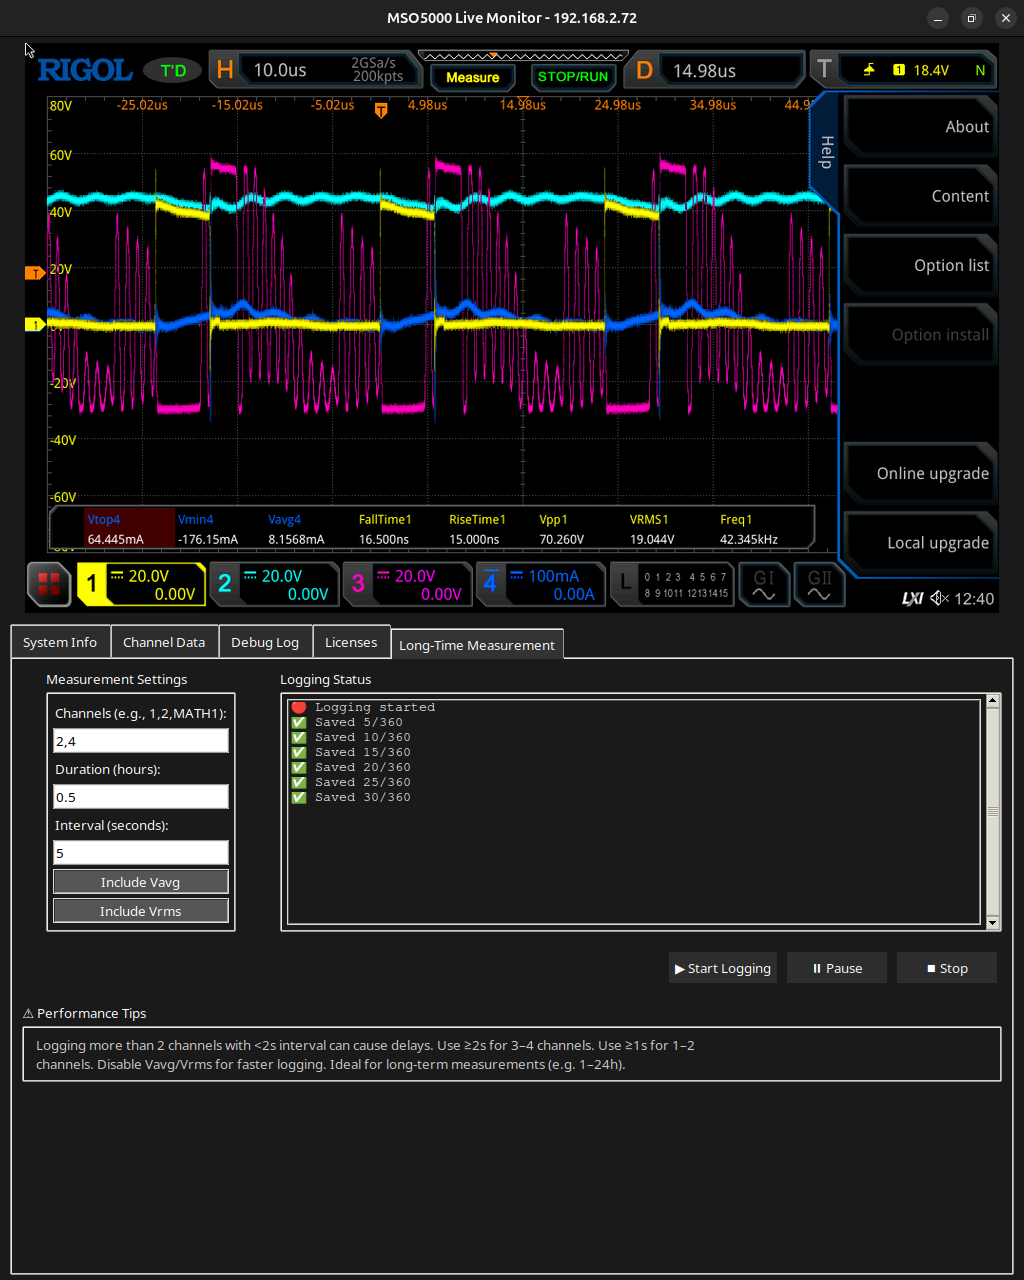 MSO5000 Live Monitor - 192.168.2.72
RIGOL T'D H 10.0us 2GSa/s 200kpts Measure STOP/RUN D 14.98us T 1 18.4V N
80V -25.02us -15.02us -5.02us T 4.98us 14.98us 24.98us 34.98us 44.9
Help
About
60V
Content
40V
Option list
T 20V
1
Option install
-20V
-40V
Online upgrade
-60V
Vtop4 Vmin4 Vavg4 FallTime1 RiseTime1 Vpp1 VRMS1 Freq1
64.445mA -176.15mA 8.1568mA 16.500ns 15.000ns 70.260V 19.044V 42.345kHz
Local upgrade
1 20.0V 0.00V 2 20.0V 0.00V 3 20.0V 0.00V 4 100mA 0.00A L 0 1 2 3 4 5 6 7 8 9 10 11 12 13 14 15 GI GII
LXI 12:40
System Info Channel Data Debug Log Licenses Long-Time Measurement
Measurement Settings
Channels (e.g., 1,2,MATH1):
2,4
Duration (hours):
0.5
Interval (seconds):
5
Include Vavg
Include Vrms
Logging Status
Logging started
Saved 5/360
Saved 10/360
Saved 15/360
Saved 20/360
Saved 25/360
Saved 30/360
▶ Start Logging ⏸ Pause ⏹ Stop
⚠ Performance Tips
Logging more than 2 channels with <2s interval can cause delays. Use ≥2s for 3–4 channels. Use ≥1s for 1–2
channels. Disable Vavg/Vrms for faster logging. Ideal for long-term measurements (e.g. 1–24h).